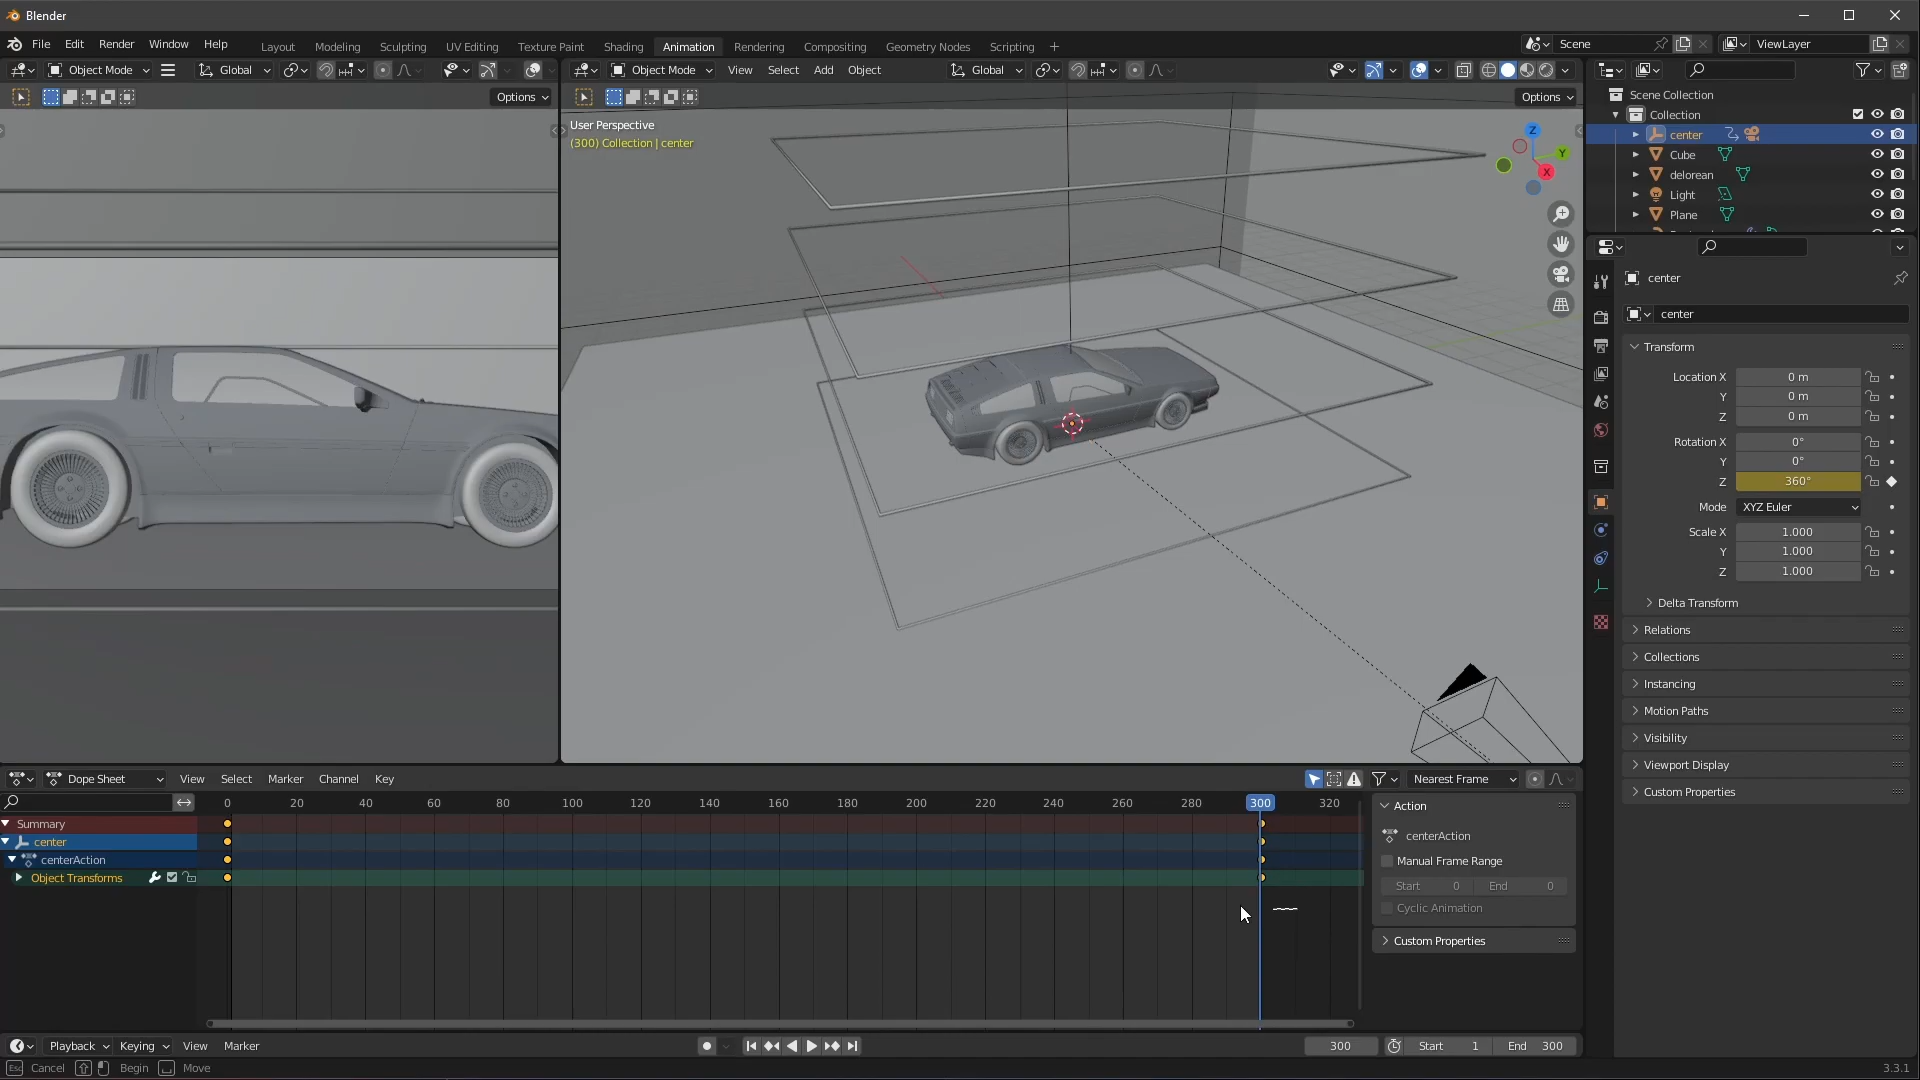 Blender
File Edit Render Window Help
Layout Modeling Sculpting UV Editing Texture Paint Shading Animation Rendering Compositing Geometry Nodes Scripting
Scene ViewLayer
Object Mode Global
Object Mode View Select Add Object Global
Options
Options
User Perspective
(300) Collection | center
Z
Y
X
Scene Collection
Collection
center
Cube
delorean
Light
Plane
center
center
Transform
Location X 0 m
Y 0 m
Z 0 m
Rotation X 0°
Y 0°
Z 360°
Mode XYZ Euler
Scale X 1.000
Y 1.000
Z 1.000
Delta Transform
Relations
Collections
Instancing
Motion Paths
Visibility
Viewport Display
Custom Properties
Dope Sheet View Select Marker Channel Key Nearest Frame
0 20 40 60 80 100 120 140 160 180 200 220 240 260 280 300 320
Summary
center
centerAction
Object Transforms
Action
centerAction
Manual Frame Range
Start 0 End 0
Cyclic Animation
Custom Properties
Playback Keying View Marker 300 Start 1 End 300
Esc Cancel Begin Move 3.3.1